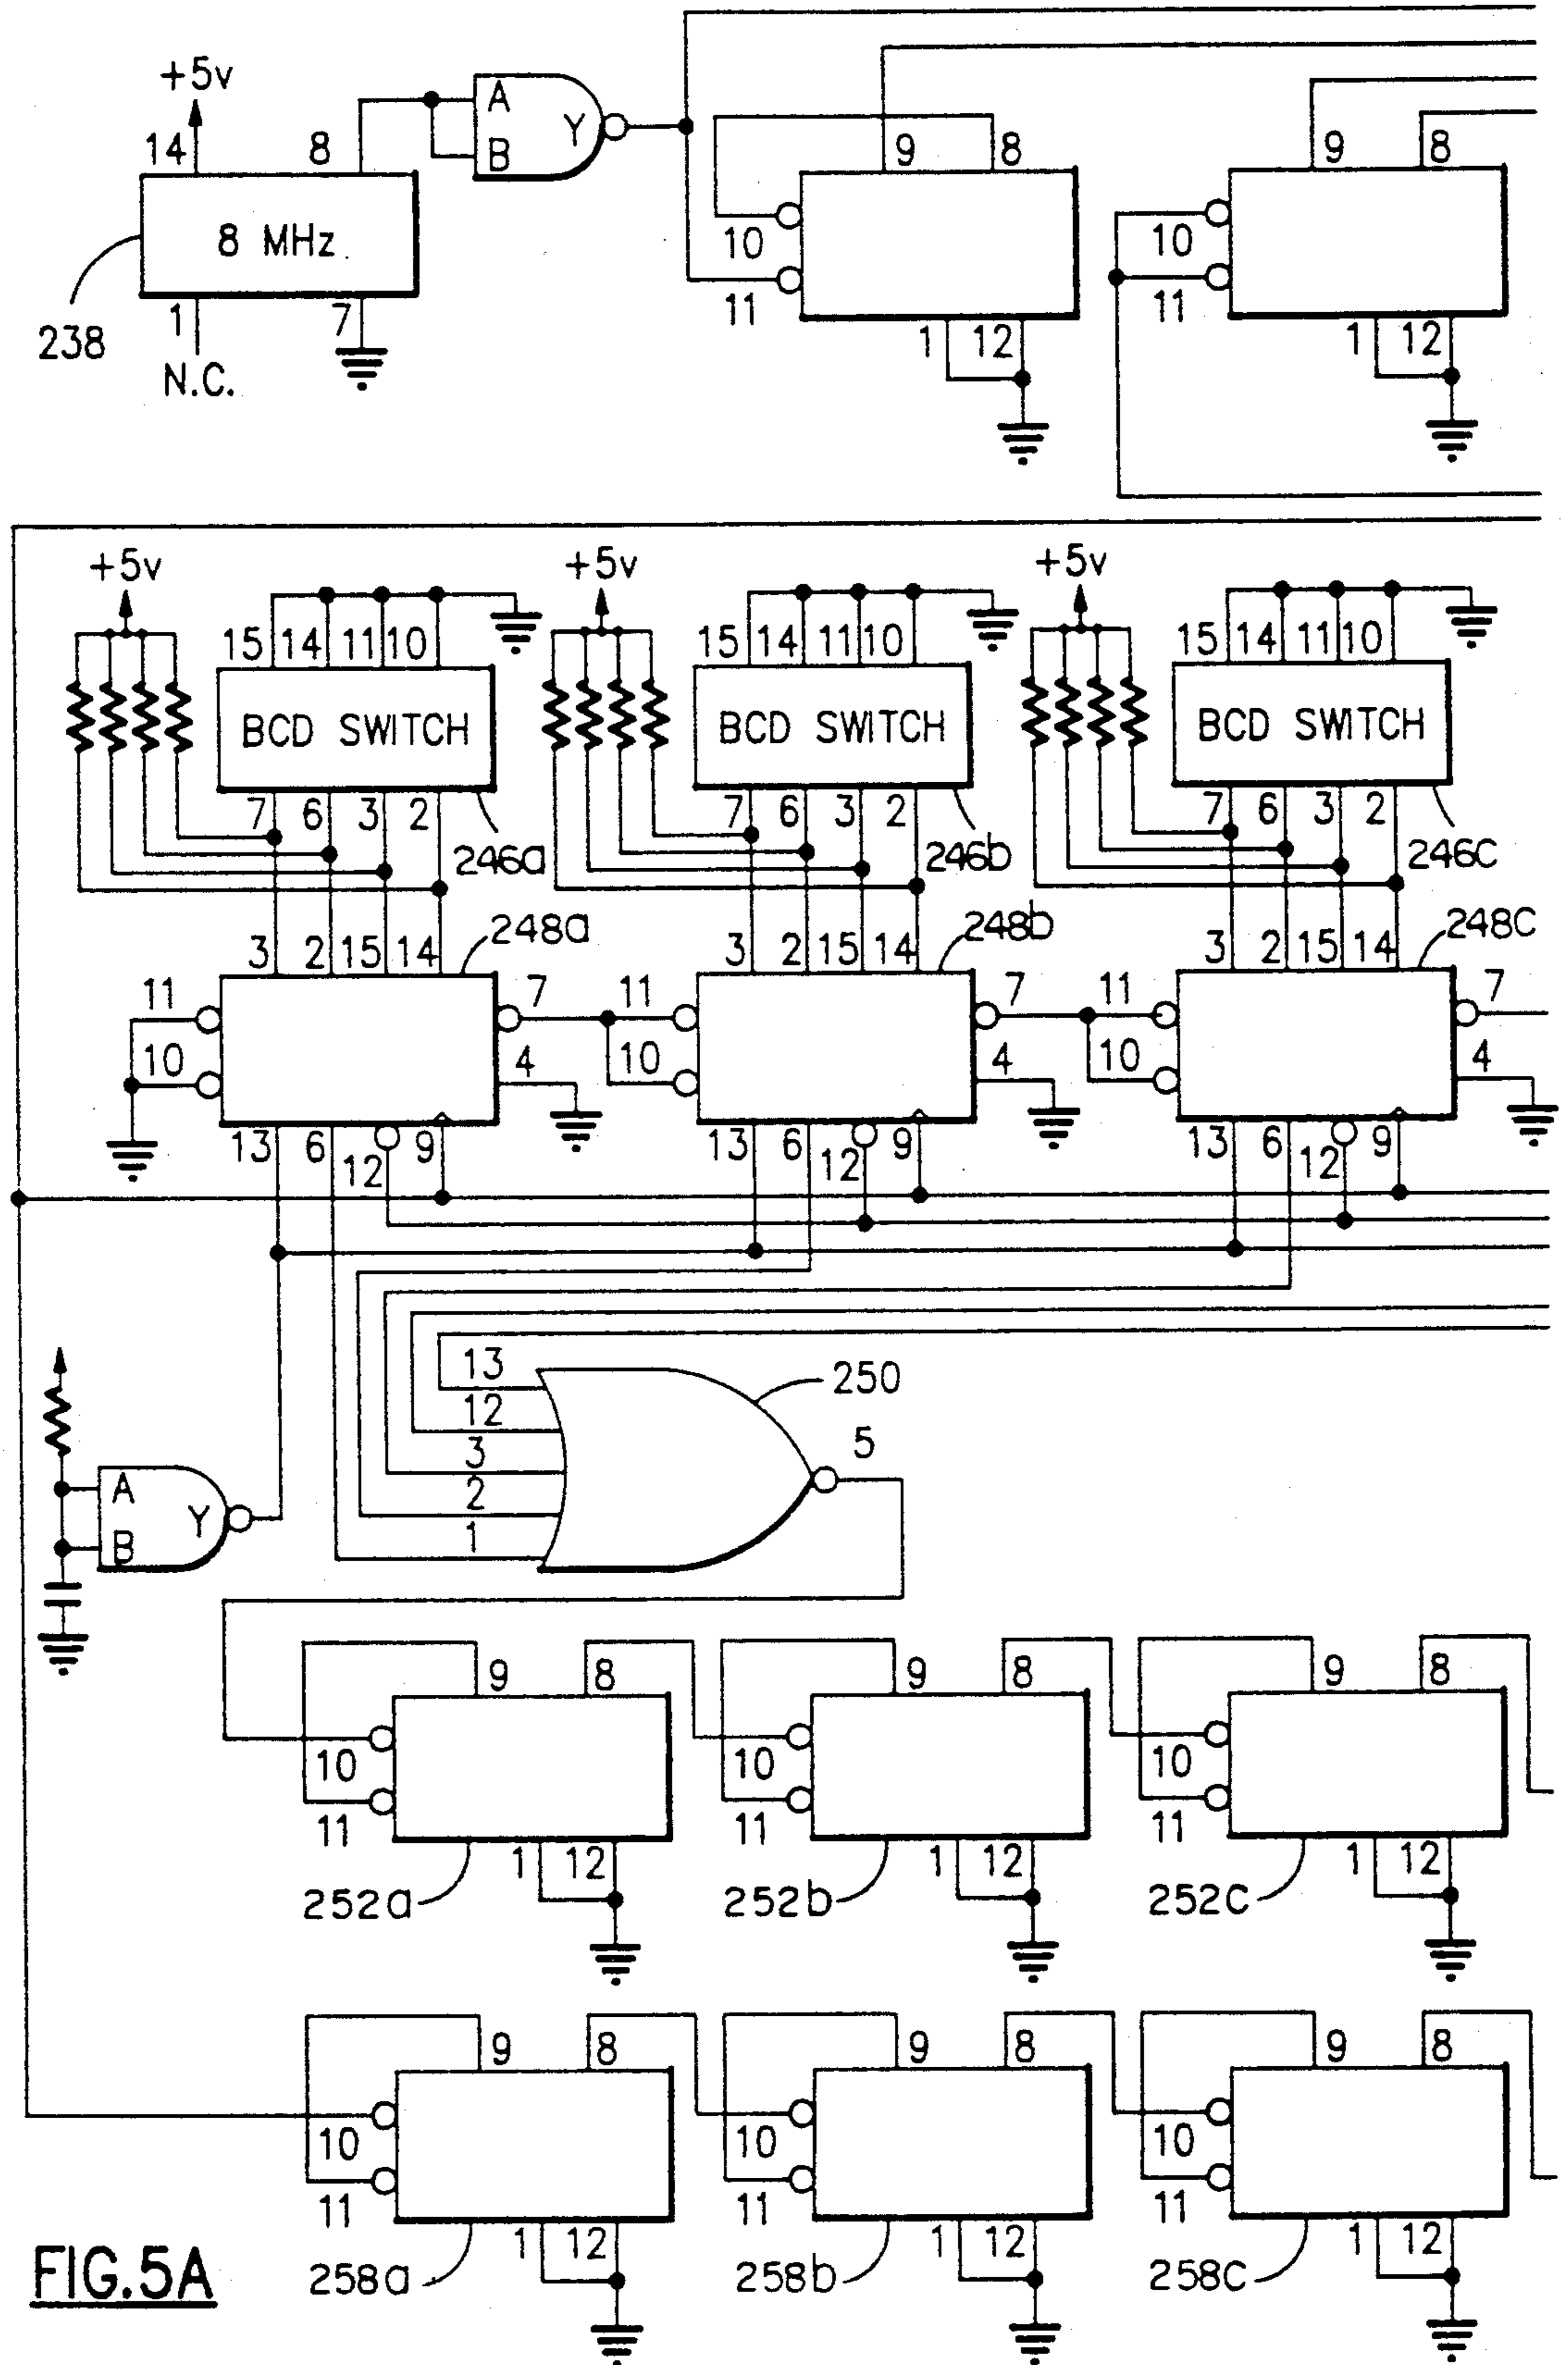 +5v
14 8 A B Y 9 8 9 8
8 MHz
10 11 10 11
238 1 7 1 12 1 12
N.C.
+5v +5v +5v
15 14 11 10 15 14 11 10 15 14 11 10
BCD SWITCH BCD SWITCH BCD SWITCH
7 6 3 2 7 6 3 2 7 6 3 2
246a 246b 246c
248a 248b 248c
3 2 15 14 3 2 15 14 3 2 15 14
11 7 11 7 11 7
10 4 10 4 10 4
13 6 12 9 13 6 12 9 13 6 12 9
13 250
12
3 5
2
1
A
Y
B
9 8 9 8 9 8
10 10 10
11 11 11
1 12 1 12 1 12
252a 252b 252c
9 8 9 8 9 8
10 10 10
11 11 11
1 12 1 12 1 12
258a 258b 258c
FIG.5A